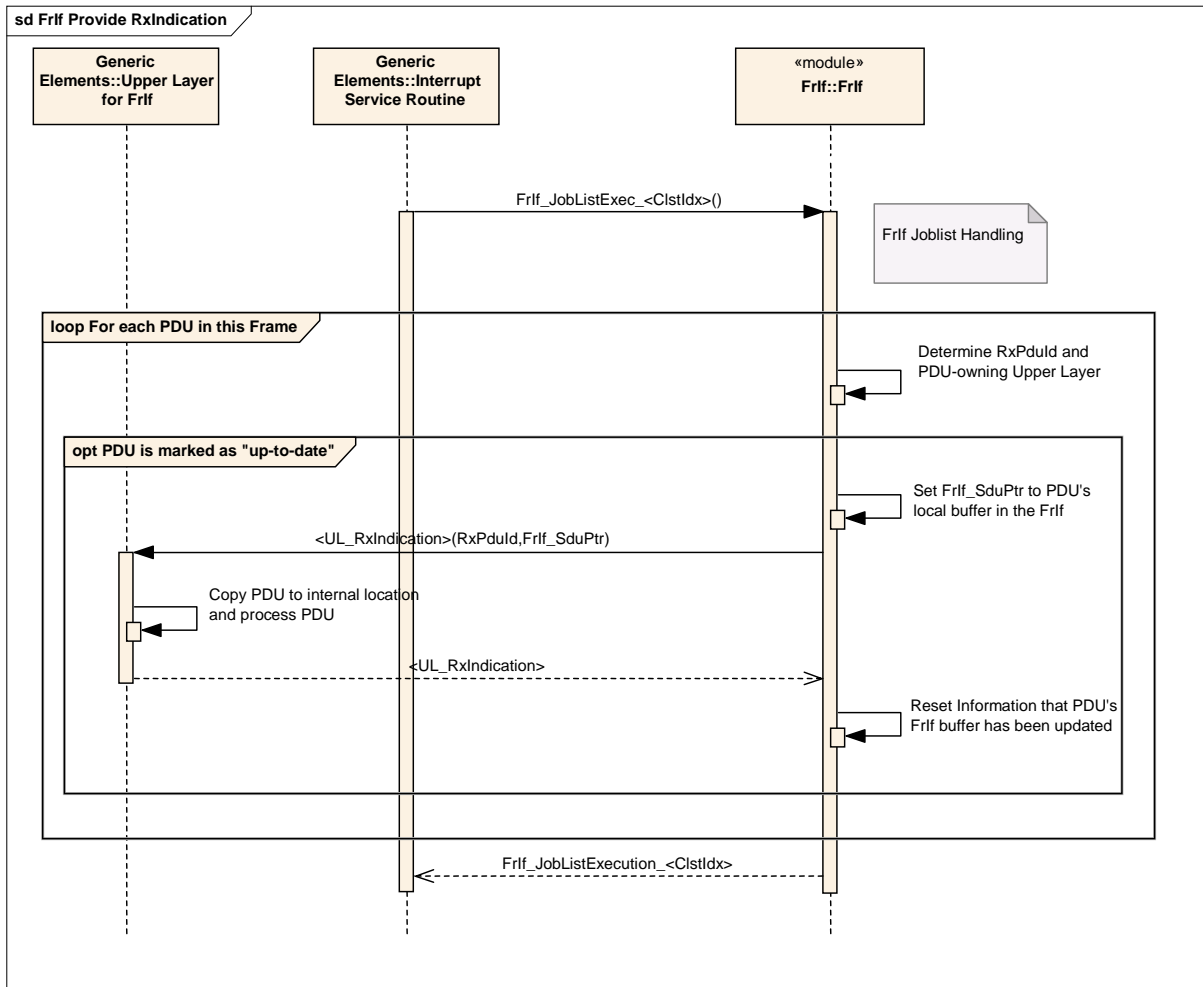 sd FrIf Provide RxIndication
Generic
Elements::Upper Layer
for FrIf
Generic
Elements::Interrupt
Service Routine
«module»
FrIf::FrIf
FrIf_JobListExec_<ClstIdx>()
FrIf Joblist Handling
loop For each PDU in this Frame
Determine RxPduId and
PDU-owning Upper Layer
opt PDU is marked as "up-to-date"
Set FrIf_SduPtr to PDU's
local buffer in the FrIf
<UL_RxIndication>(RxPduId,FrIf_SduPtr)
Copy PDU to internal location
and process PDU
<UL_RxIndication>
Reset Information that PDU's
FrIf buffer has been updated
FrIf_JobListExecution_<ClstIdx>